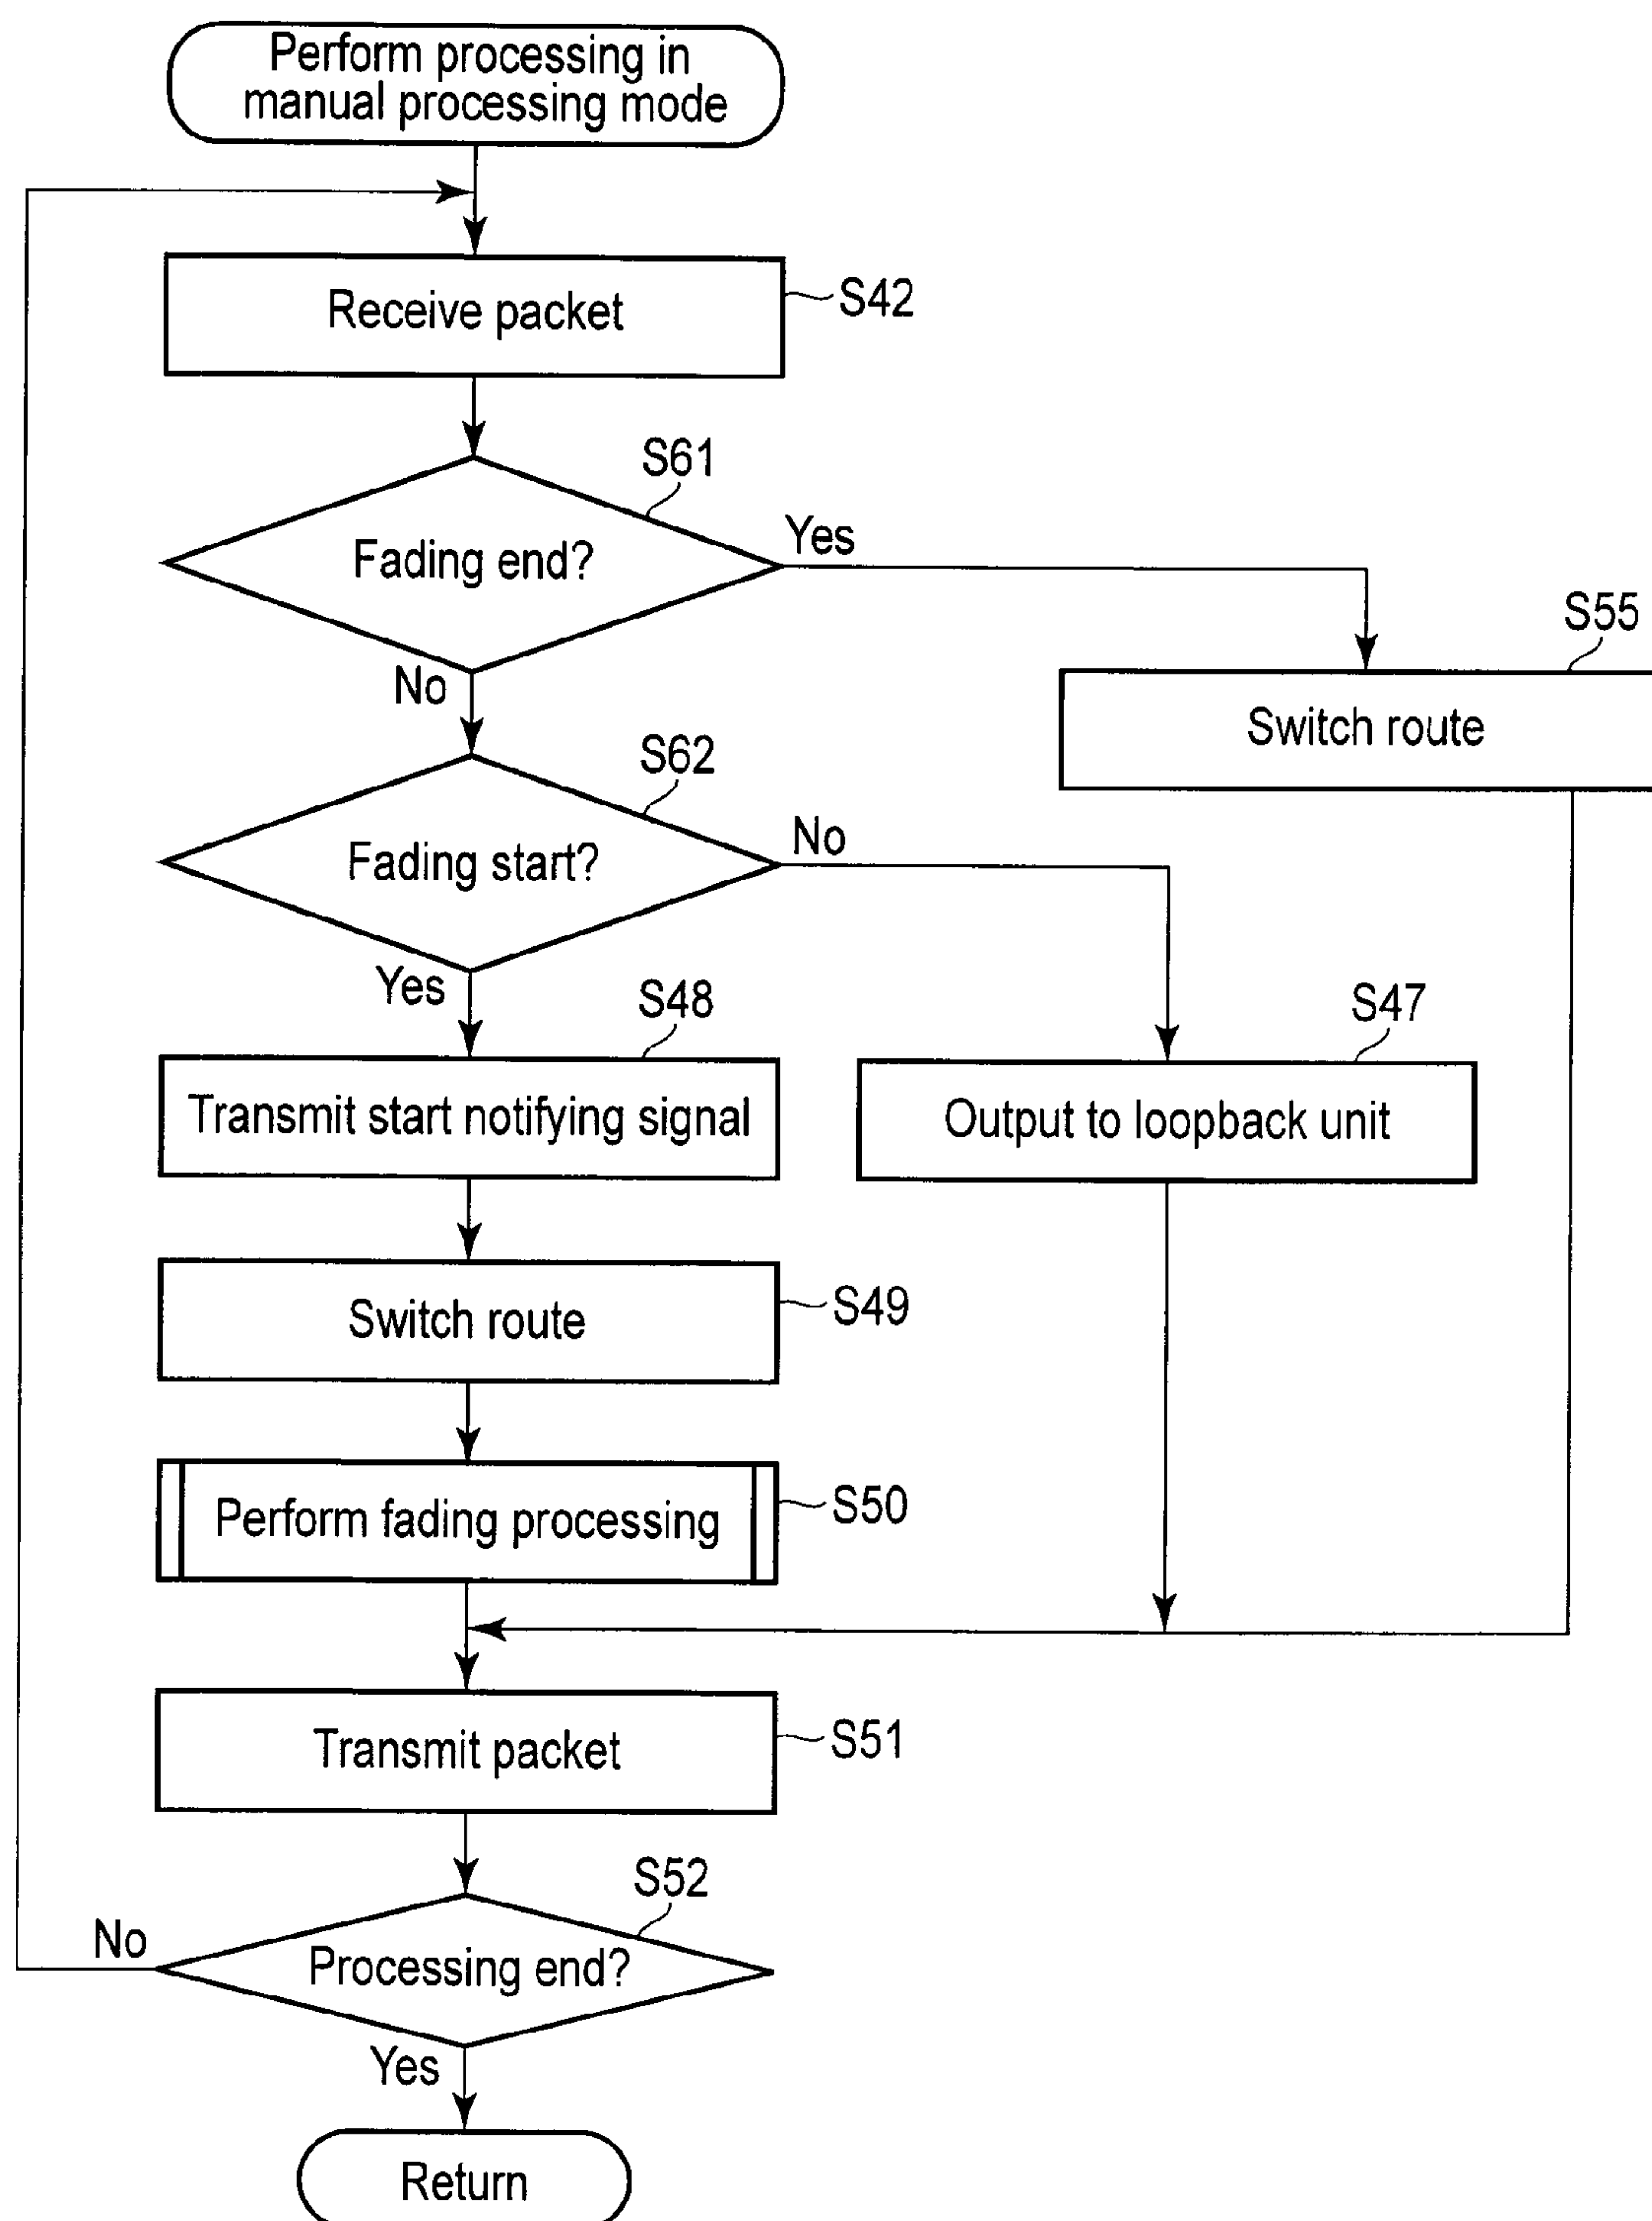 Perform processing in
manual processing mode
Receive packet
S42
S61
Fading end?
Yes
No
S55
Switch route
S62
Fading start?
No
Yes
S48
Transmit start notifying signal
S47
Output to loopback unit
Switch route
S49
Perform fading processing
S50
Transmit packet
S51
S52
Processing end?
No
Yes
Return